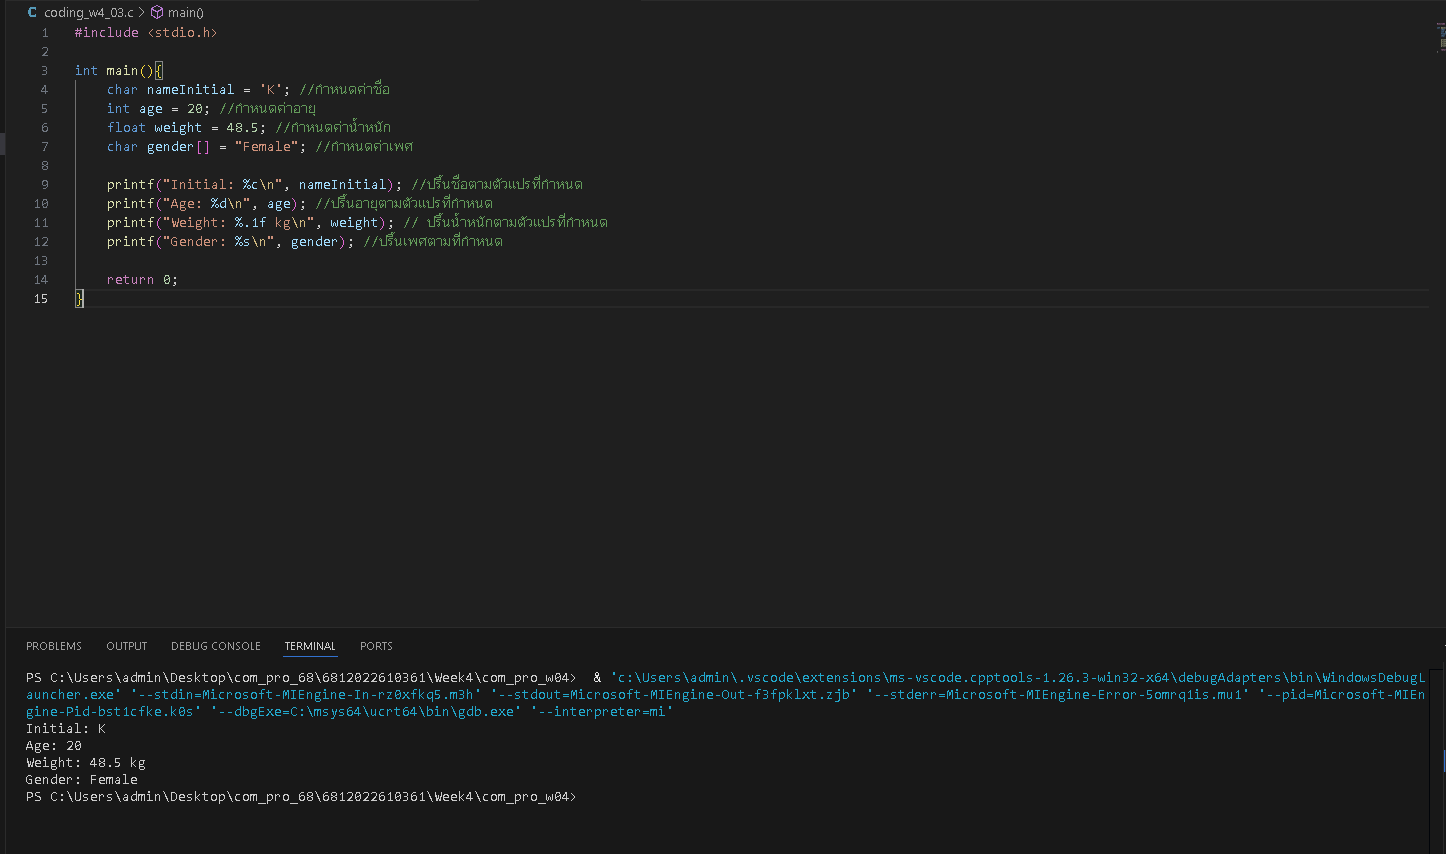 coding_w4_03.c > main()
1 #include <stdio.h>
2
3 int main(){
4 char nameInitial = 'K'; //กำหนดค่าชื่อ
5 int age = 20; //กำหนดค่าอายุ
6 float weight = 48.5; //กำหนดค่าน้ำหนัก
7 char gender[] = "Female"; //กำหนดค่าเพศ
8
9 printf("Initial: %c\n", nameInitial); //ปริ้นชื่อตามตัวแปรที่กำหนด
10 printf("Age: %d\n", age); //ปริ้นอายุตามตัวแปรที่กำหนด
11 printf("Weight: %.1f kg\n", weight); // ปริ้นน้ำหนักตามตัวแปรที่กำหนด
12 printf("Gender: %s\n", gender); //ปริ้นเพศตามที่กำหนด
13
14 return 0;
15 }
PROBLEMS OUTPUT DEBUG CONSOLE TERMINAL PORTS
PS C:\Users\admin\Desktop\com_pro_68\6812022610361\Week4\com_pro_w04> & 'c:\Users\admin\.vscode\extensions\ms-vscode.cpptools-1.26.3-win32-x64\debugAdapters\bin\WindowsDebugL
auncher.exe' '--stdin=Microsoft-MIEngine-In-rz0xfkq5.m3h' '--stdout=Microsoft-MIEngine-Out-f3fpklxt.zjb' '--stderr=Microsoft-MIEngine-Error-5omrq1is.mu1' '--pid=Microsoft-MIEn
gine-Pid-bst1cfke.k0s' '--dbgExe=C:\msys64\ucrt64\bin\gdb.exe' '--interpreter=mi'
Initial: K
Age: 20
Weight: 48.5 kg
Gender: Female
PS C:\Users\admin\Desktop\com_pro_68\6812022610361\Week4\com_pro_w04>